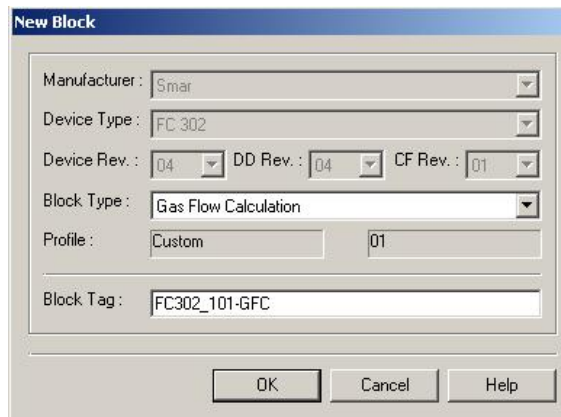 New Block
Manufacturer : Smar
Device Type : FC 302
Device Rev. : 04 DD Rev. : 04 CF Rev. : 01
Block Type : Gas Flow Calculation
Profile : Custom 01
Block Tag : FC302_101-GFC
OK Cancel Help